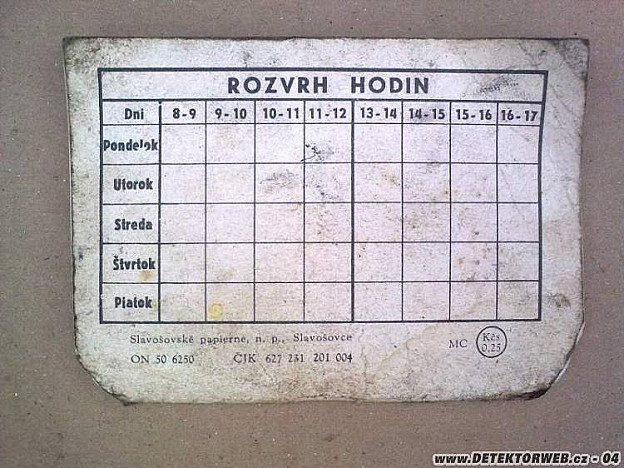 ROZVRH HODIN
Dni 8-9 9-10 10-11 11-12 13-14 14-15 15-16 16-17
Pondelok
Utorok
Streda
Štvrtok
Piatok
Slavošovské papierne, n. p., Slavošovce
MC Kčs 0,25
ON 50 6250 ČJK 627 231 201 004
www.DETEKTORWEB.cz - 04